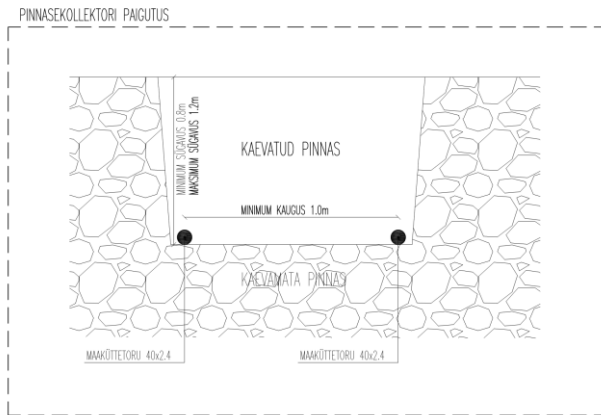 PINNASEKOLLEKTORI PAIGUTUS
MINIMUM SÜGAVUS 0.8m
MAKSIMUM SÜGAVUS 1.2m
KAEVATUD PINNAS
MINIMUM KAUGUS 1.0m
KAEVAMATA PINNAS
MAAKÜTTETORU 40x2.4
MAAKÜTTETORU 40x2.4